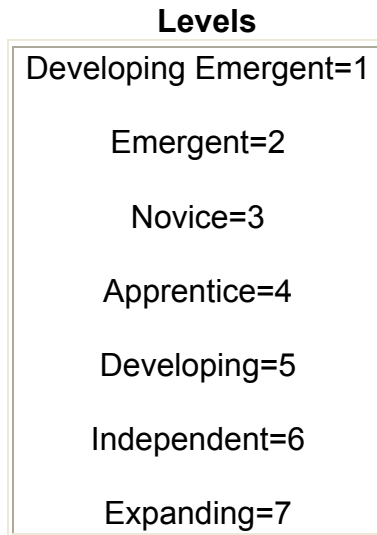 Levels
Developing Emergent=1
Emergent=2
Novice=3
Apprentice=4
Developing=5
Independent=6
Expanding=7